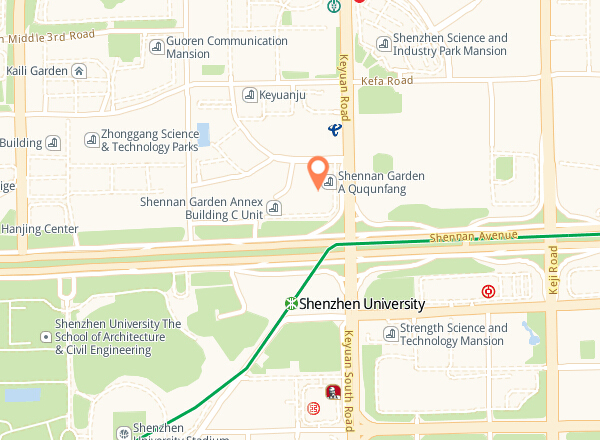 n Middle 3rd Road
Guoren Communication
Mansion
Kaili Garden
Keyuanju
Keyuan Road
Shenzhen Science and
Industry Park Mansion
Kefa Road
Building
Zhonggang Science
& Technology Parks
ige
Shennan Garden
A Ququnfang
Shennan Garden Annex
Building C Unit
Hanjing Center
Shennan Avenue
Keji Road
Shenzhen University
Shenzhen University The
School of Architecture
& Civil Engineering
Keyuan South Road
Strength Science and
Technology Mansion
Shenzhen
University Stadium